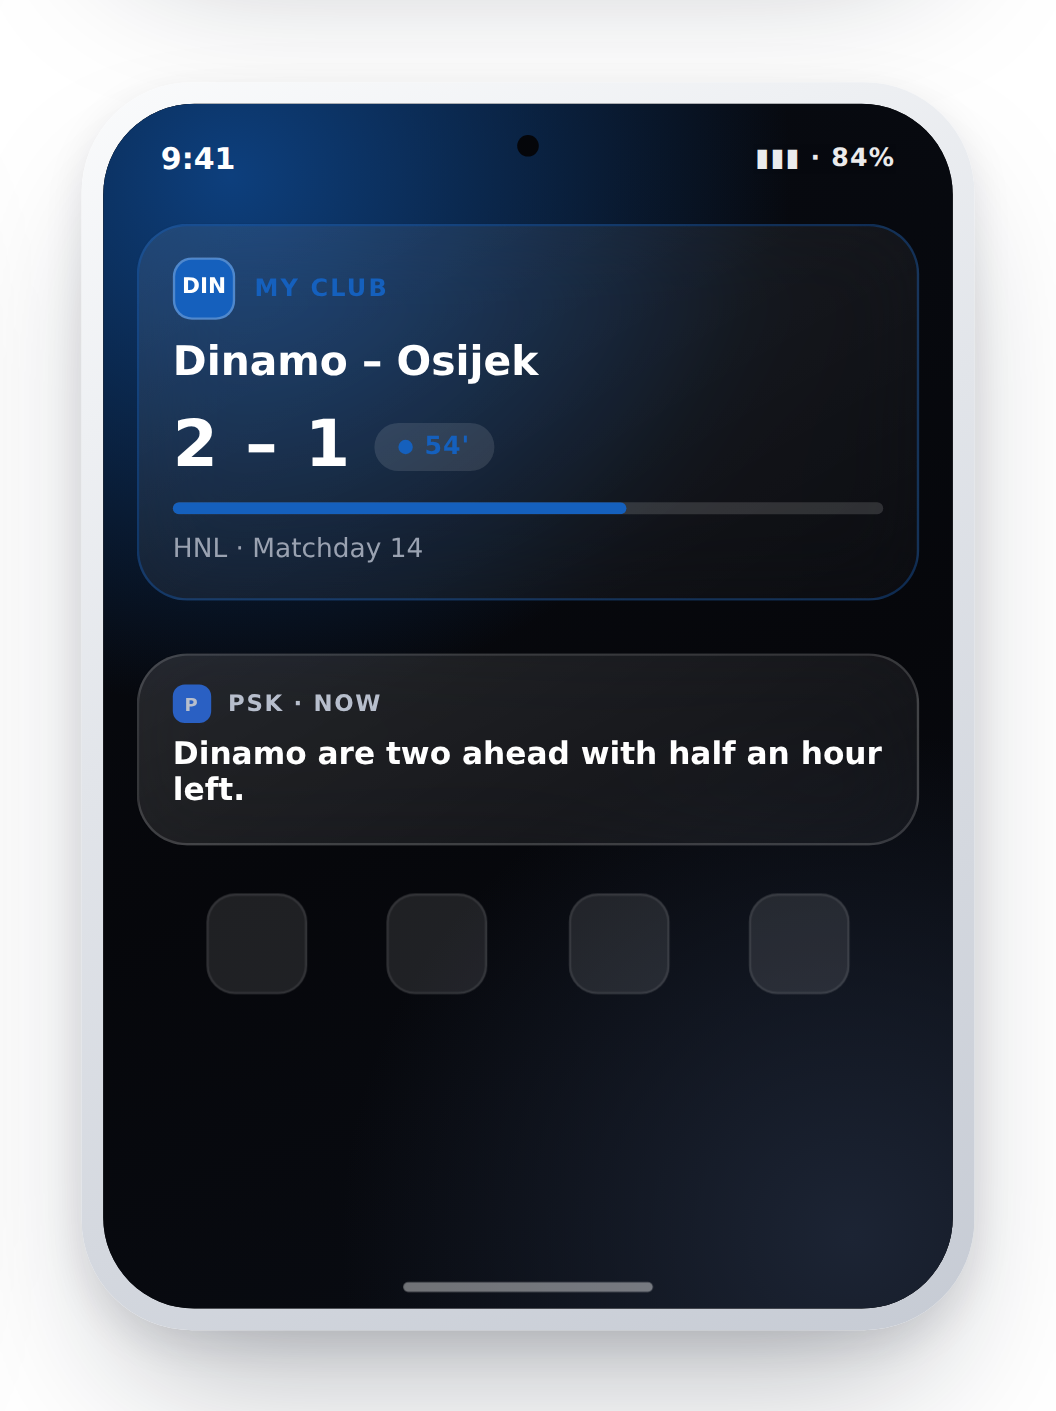 9:41
▮▮▮ · 84%
DIN
MY CLUB
Dinamo – Osijek
2 – 1
54'
HNL · Matchday 14
P
PSK · NOW
Dinamo are two ahead with half an hour
left.